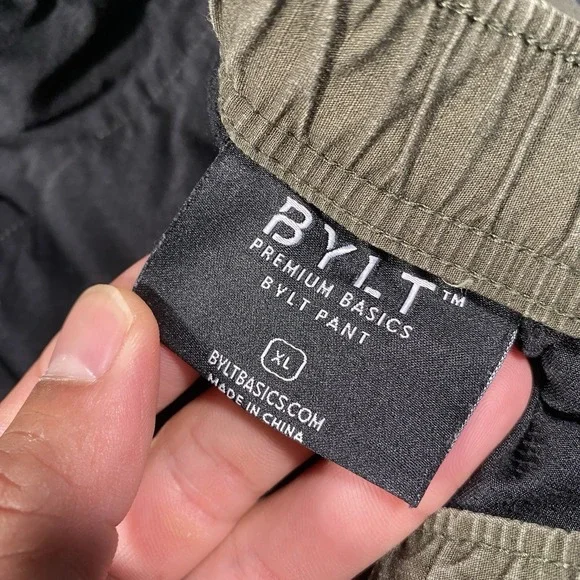 BYLT™
PREMIUM BASICS
BYLT PANT
XL
BYLTBASICS.COM
MADE IN CHINA